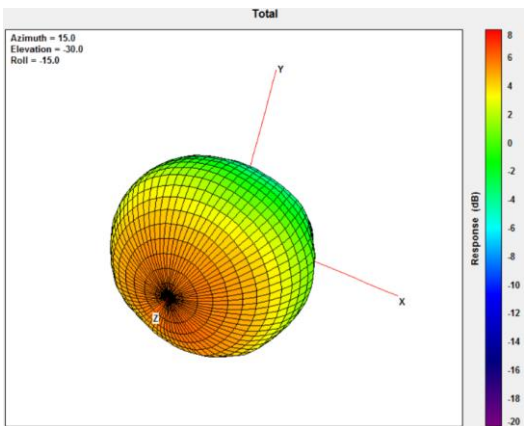 Total
Azimuth = 15.0
Elevation = -30.0
Roll = -15.0
Y
X
Z
Response (dB)
8
6
4
2
0
-2
-4
-6
-8
-10
-12
-14
-16
-18
-20